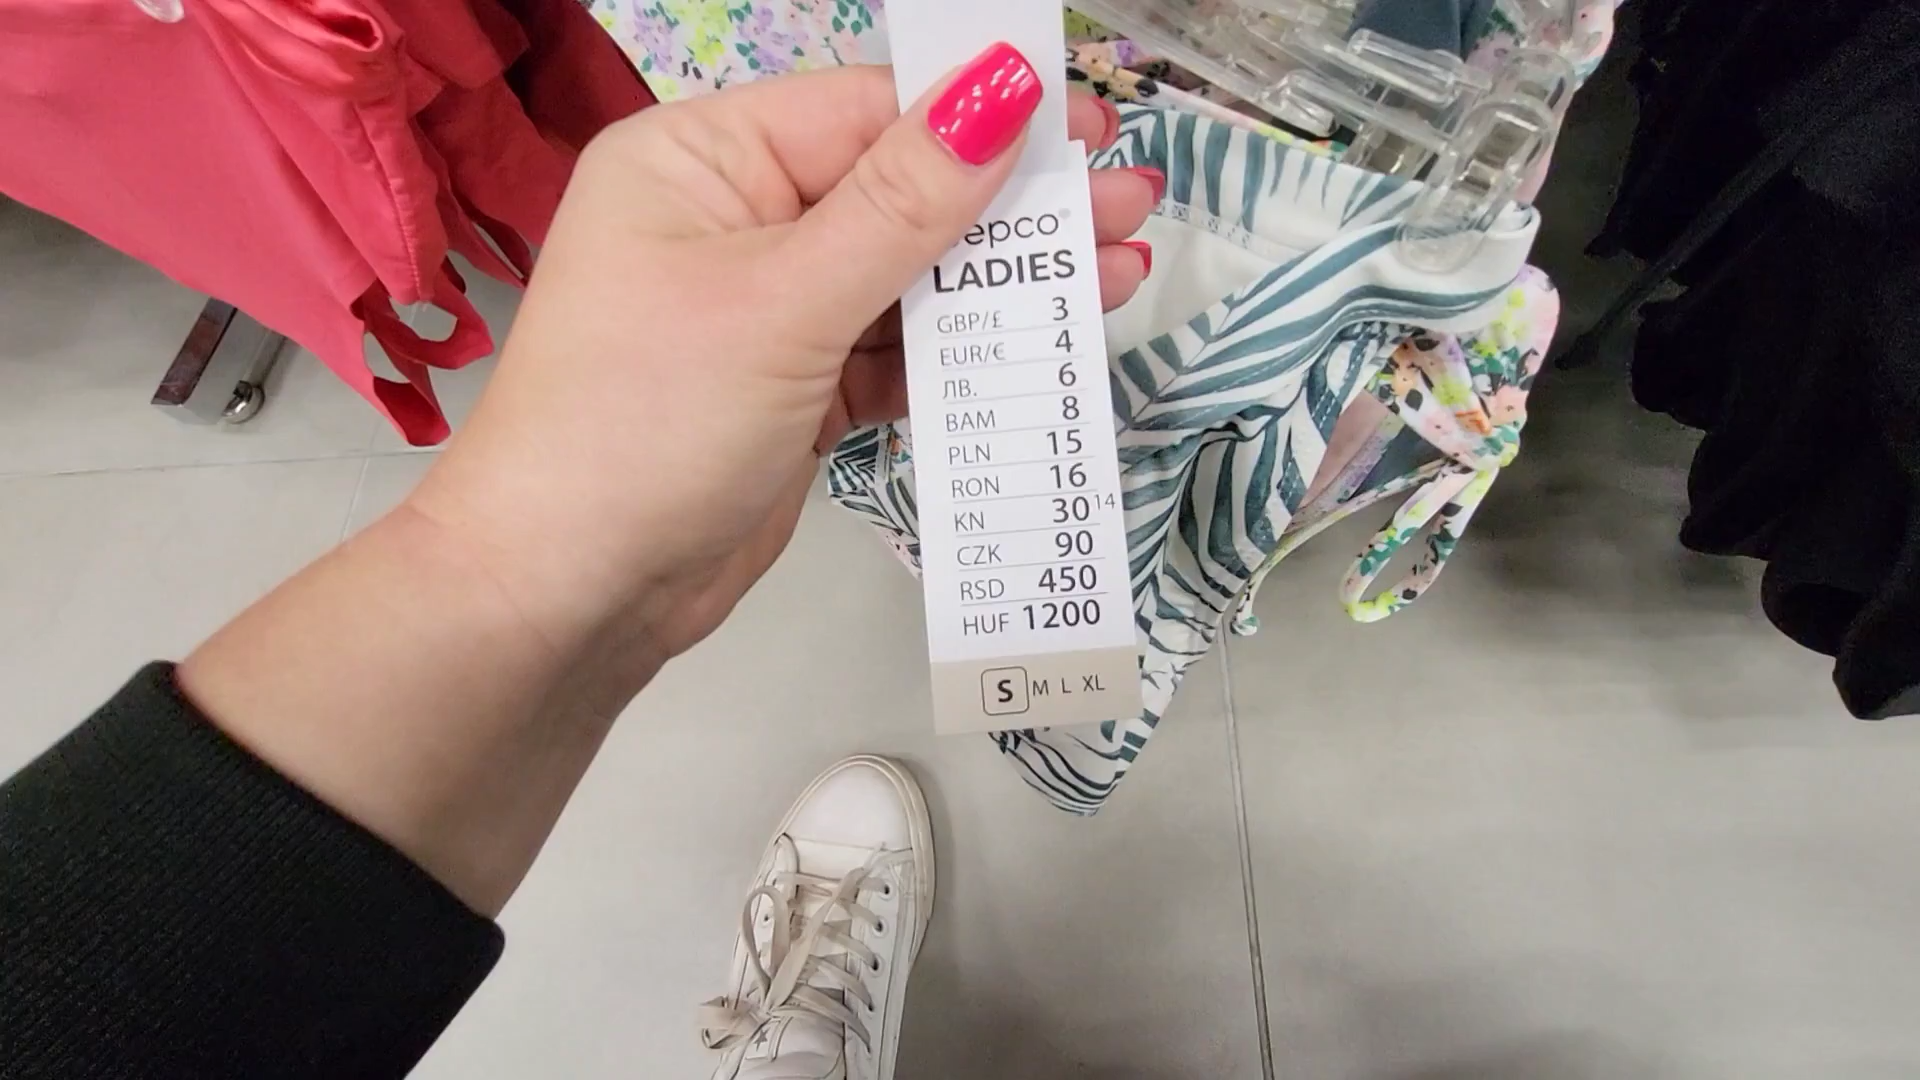 epco®
LADIES
GBP/£ 3
EUR/€ 4
ЛВ. 6
BAM 8
PLN 15
RON 16
KN 30 14
CZK 90
RSD 450
HUF 1200
S M L XL